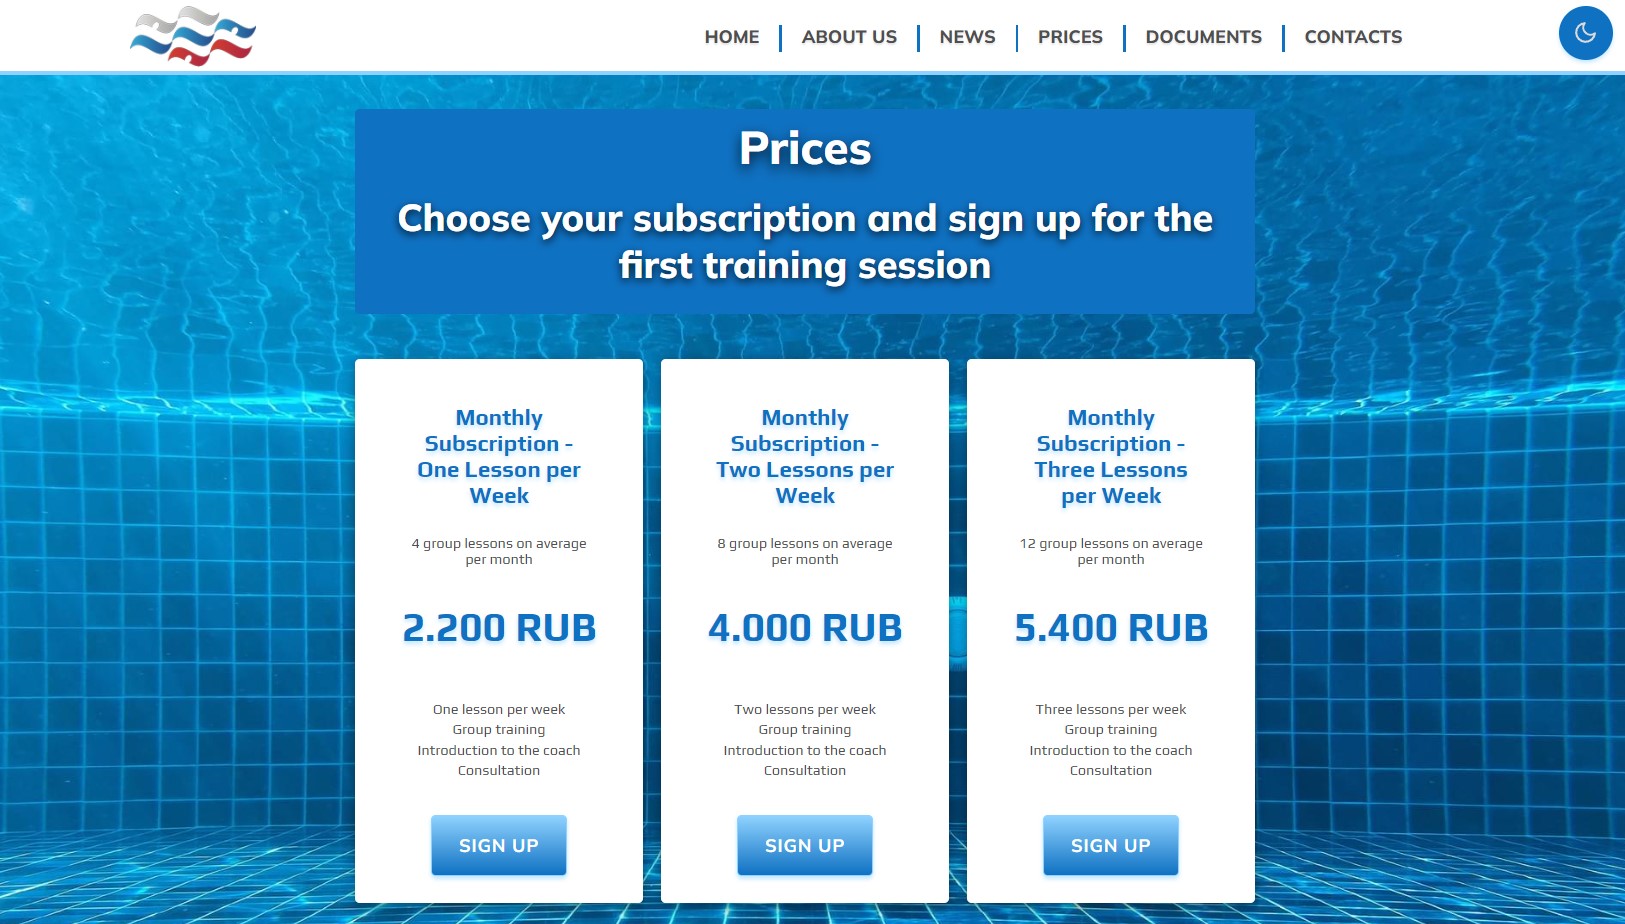 HOME
ABOUT US
NEWS
PRICES
DOCUMENTS
CONTACTS
Prices
Choose your subscription and sign up for the
first training session
Monthly
Subscription -
One Lesson per
Week
4 group lessons on average
per month
2.200 RUB
One lesson per week
Group training
Introduction to the coach
Consultation
SIGN UP
Monthly
Subscription -
Two Lessons per
Week
8 group lessons on average
per month
4.000 RUB
Two lessons per week
Group training
Introduction to the coach
Consultation
SIGN UP
Monthly
Subscription -
Three Lessons
per Week
12 group lessons on average
per month
5.400 RUB
Three lessons per week
Group training
Introduction to the coach
Consultation
SIGN UP